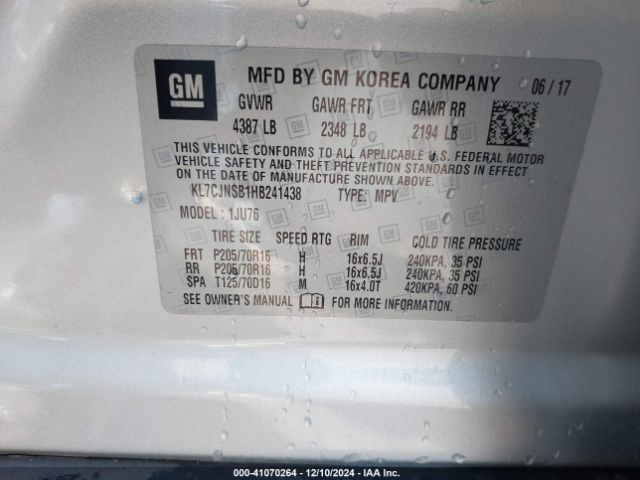 GM MFD BY GM KOREA COMPANY 06/17
GVWR GAWR FRT GAWR RR
4387 LB 2348 LB 2194 LB
THIS VEHICLE CONFORMS TO ALL APPLICABLE U.S. FEDERAL MOTOR
VEHICLE SAFETY AND THEFT PREVENTION STANDARDS IN EFFECT
ON THE DATE OF MANUFACTURE SHOWN ABOVE.
KL7CJNSB1HB241438 TYPE: MPV
MODEL: 1JU76
TIRE SIZE SPEED RTG RIM COLD TIRE PRESSURE
FRT P205/70R16 H 16x6.5J 240KPA, 35 PSI
RR P205/70R16 H 16x6.5J 240KPA, 35 PSI
SPA T125/70D16 M 16x4.0T 420KPA, 60 PSI
SEE OWNER'S MANUAL FOR MORE INFORMATION.
000-41070264 - 12/10/2024 - IAA Inc.